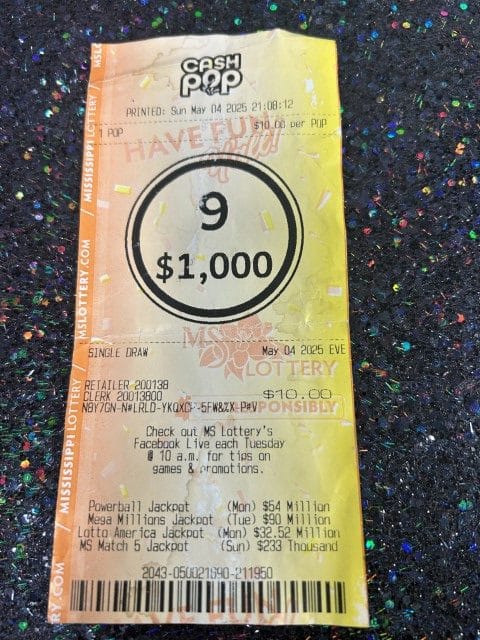 CASH
POP
PRINTED: Sun May 04 2025 21:08:12
1 POP $10.00 per POP
HAVE FUN
9
$1,000
MS
LOTTERY
SINGLE DRAW May 04 2025 EVE
RETAILER 200138
CLERK 20013800 $10.00
RESPONSIBLY
Check out MS Lottery's
Facebook Live each Tuesday
@ 10 a.m. for tips on
games & promotions.
Powerball Jackpot (Mon) $54 Million
Mega Millions Jackpot (Tue) $90 Million
Lotto America Jackpot (Mon) $32.52 Million
MS Match 5 Jackpot (Sun) $233 Thousand
MISSISSIPPI LOTTERY / MSLOTTERY.COM / MISSISSIPPI LOTTERY